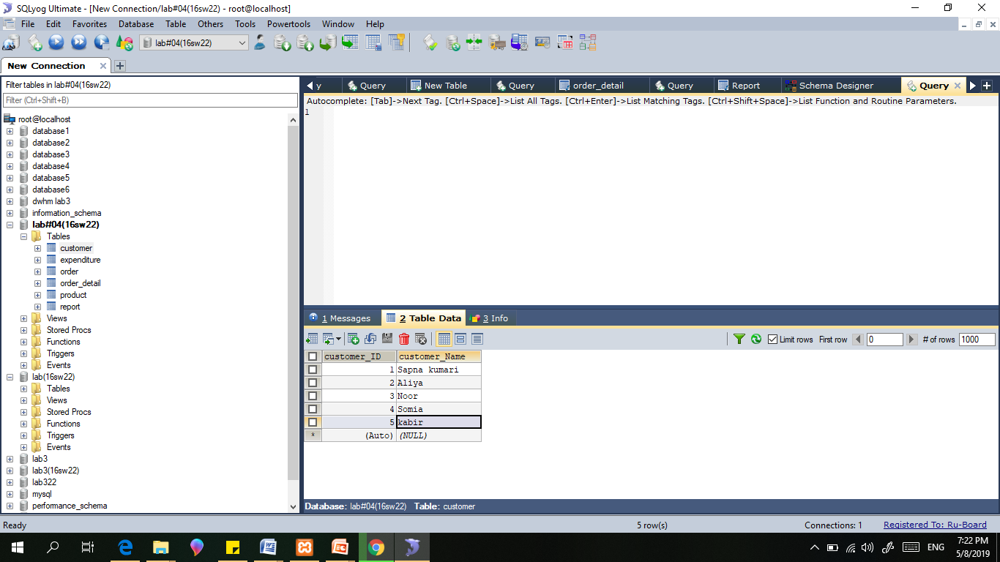 SQLyog Ultimate - [New Connection/lab#04(16sw22) - root@localhost]
File Edit Favorites Database Table Others Tools Powertools Window Help
lab#04(16sw22)
New Connection
Filter tables in lab#04(16sw22)
Filter (Ctrl+Shift+B)
root@localhost
database1
database2
database3
database4
database5
database6
dwhm lab3
information_schema
lab#04(16sw22)
Tables
customer
expenditure
order
order_detail
product
report
Views
Stored Procs
Functions
Triggers
Events
lab(16sw22)
Tables
Views
Stored Procs
Functions
Triggers
Events
lab3
lab3(16sw22)
lab322
mysql
performance_schema
y Query New Table Query order_detail Query Report Schema Designer Query
Autocomplete: [Tab]->Next Tag. [Ctrl+Space]->List All Tags. [Ctrl+Enter]->List Matching Tags. [Ctrl+Shift+Space]->List Function and Routine Parameters.
1
1 Messages 2 Table Data 3 Info
Limit rows First row 0 # of rows 1000
customer_ID customer_Name
1 Sapna kumari
2 Aliya
3 Noor
4 Somia
5 kabir
* (Auto) (NULL)
Database: lab#04(16sw22) Table: customer
Ready 5 row(s) Connections: 1 Registered To: Ru-Board
ENG 7:22 PM
5/8/2019